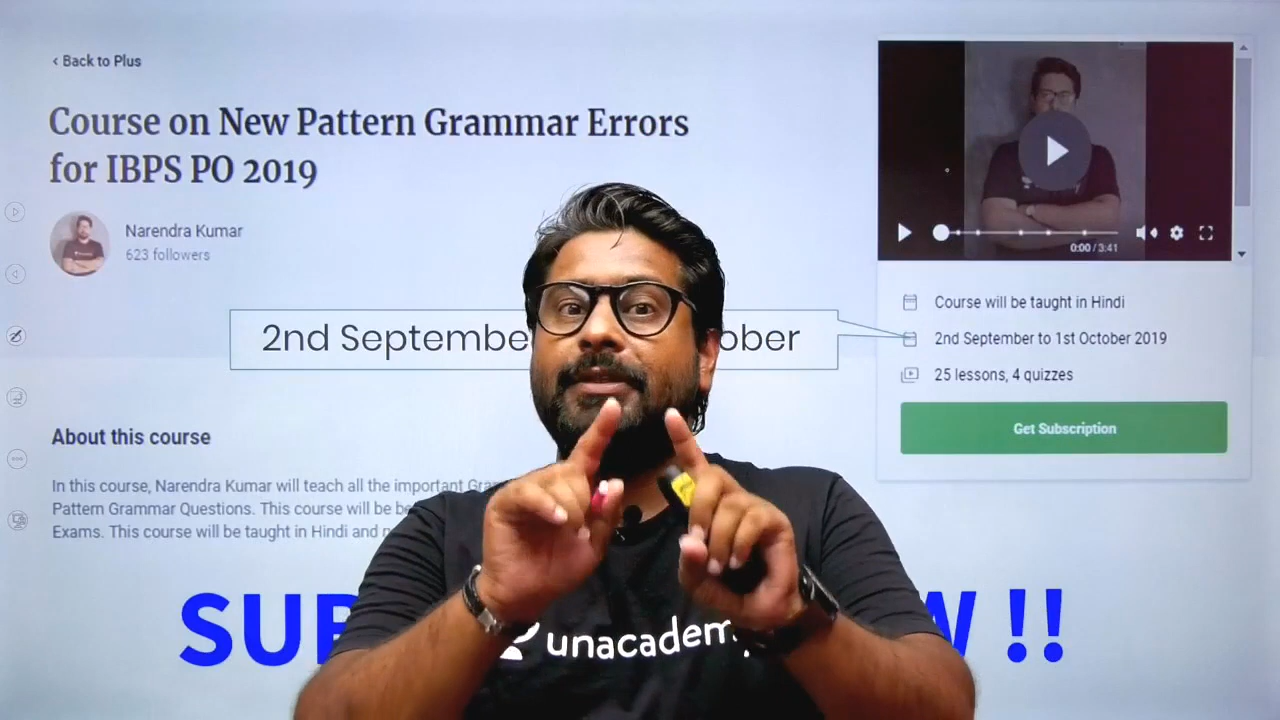 ‹ Back to Plus
Course on New Pattern Grammar Errors
for IBPS PO 2019
Narendra Kumar
623 followers
0:00 / 3:41
Course will be taught in Hindi
2nd Septembe
ober
2nd September to 1st October 2019
25 lessons, 4 quizzes
Get Subscription
About this course
In this course, Narendra Kumar will teach all the important Gra
Pattern Grammar Questions. This course will be be
Exams. This course will be taught in Hindi and n
SUB
W !!
unacademy